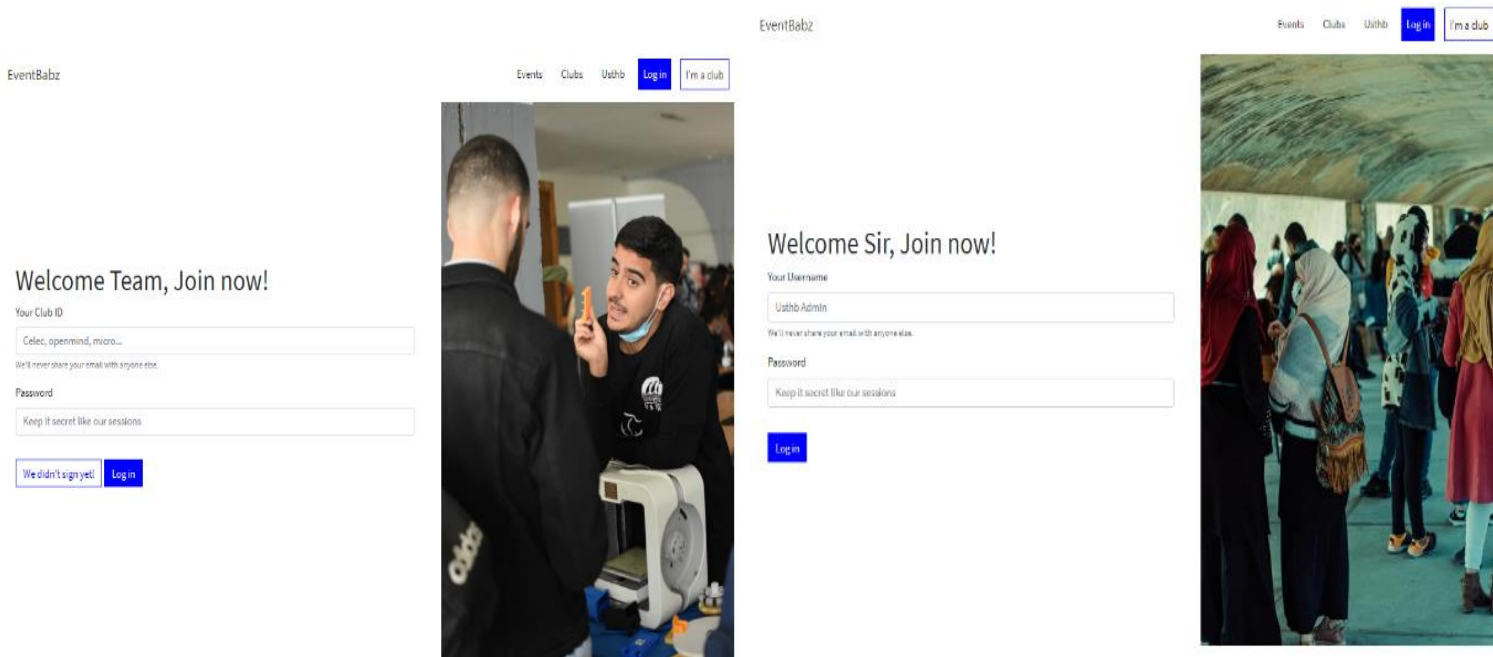 EventBabz
Events Clubs Usthb Log in I'm a club
Welcome Team, Join now!
Your Club ID
Celec, openmind, micro...
We'll never share your email with anyone else.
Password
Keep it secret like our sessions
We didn't sign yet! Log in
adidas
EventBabz
Events Clubs Usthb Log in I'm a club
Welcome Sir, Join now!
Your Username
Usthb Admin
We'll never share your email with anyone else.
Password
Keep it secret like our sessions
Log in